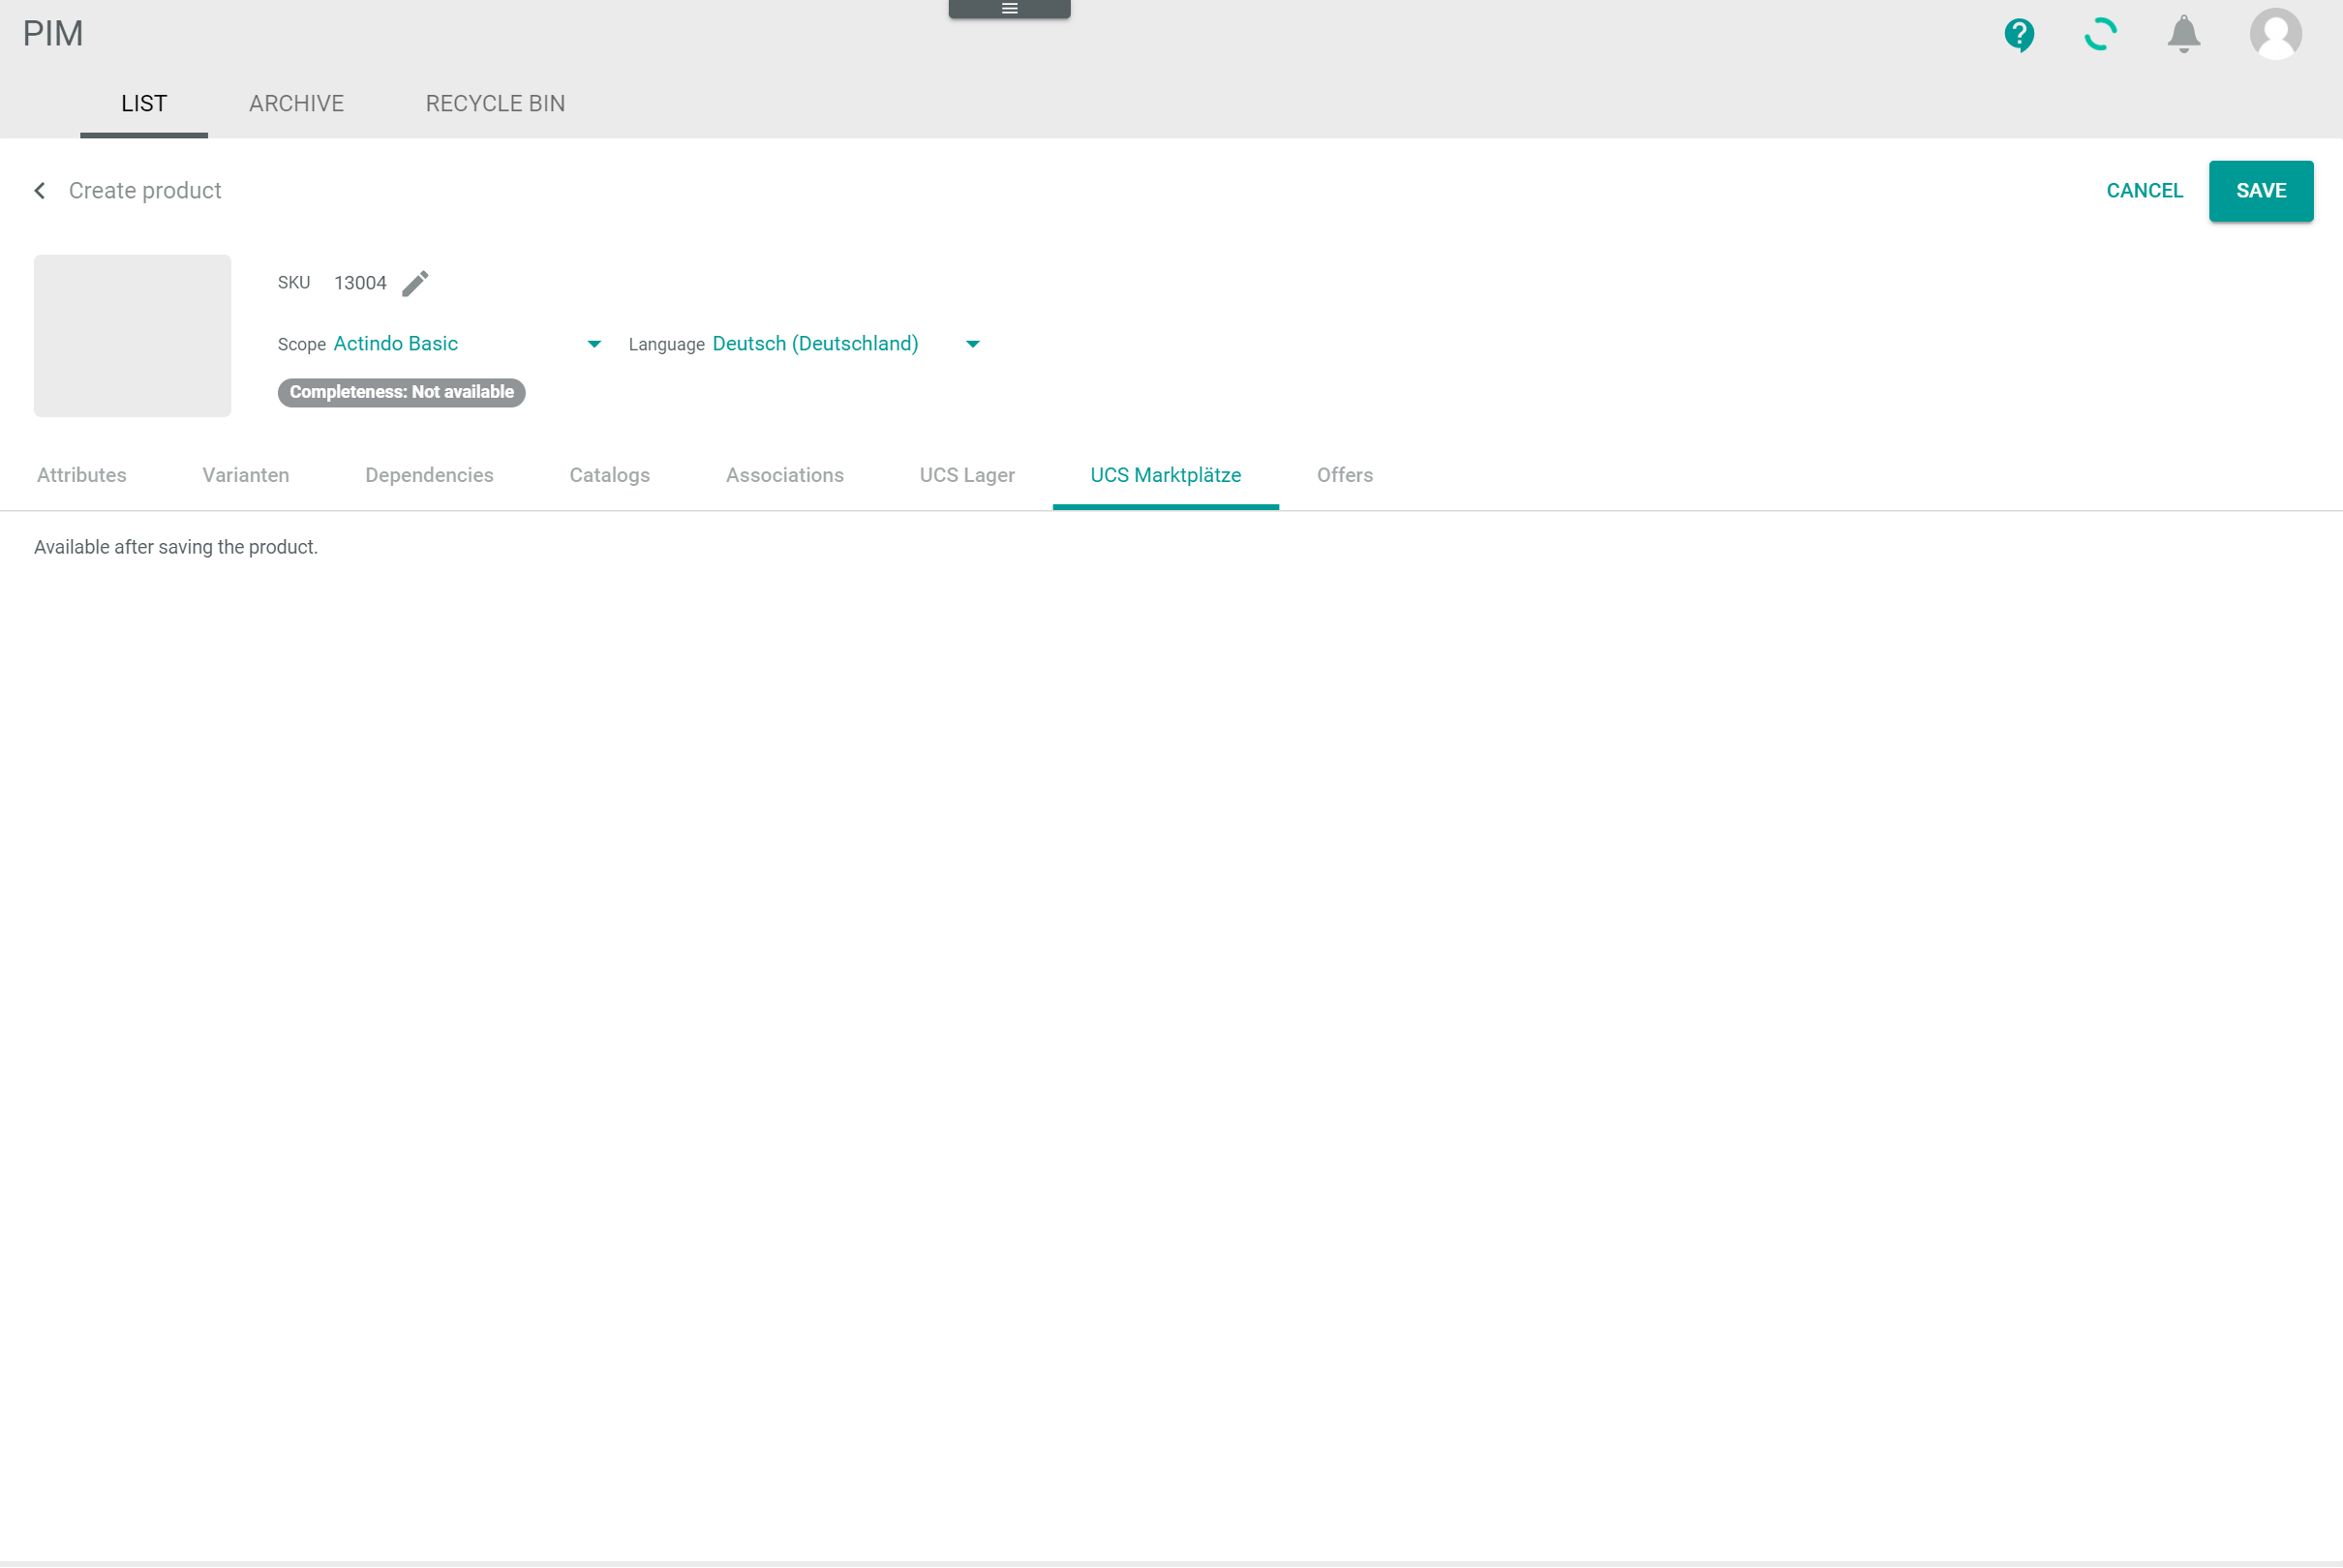 PIM
LIST ARCHIVE RECYCLE BIN
Create product CANCEL SAVE
SKU 13004
Scope Actindo Basic Language Deutsch (Deutschland)
Completeness: Not available
Attributes Varianten Dependencies Catalogs Associations UCS Lager UCS Marktplätze Offers
Available after saving the product.